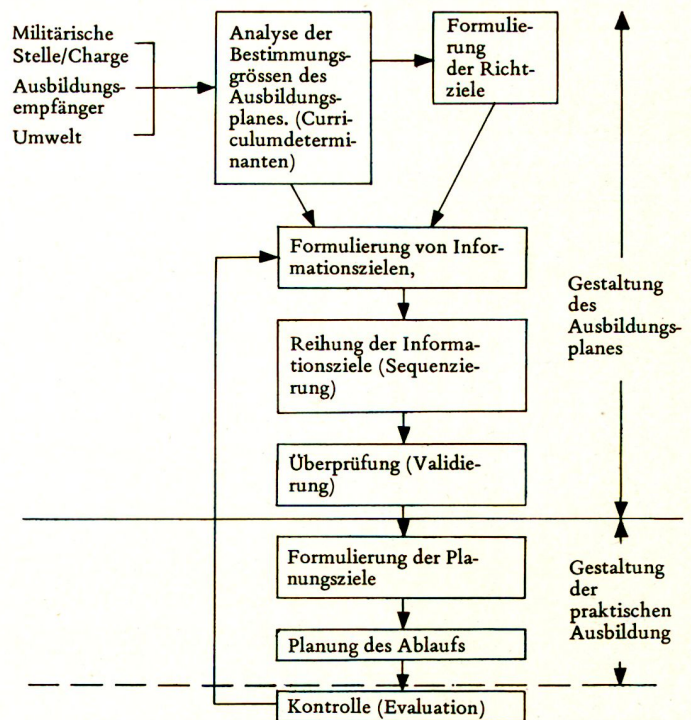 Militärische
Stelle/Charge
Ausbildungs-
empfänger
Umwelt
Analyse der
Bestimmungs-
grössen des
Ausbildungs-
planes. (Curri-
culumdetermi-
nanten)
Formulie-
rung
der Richt-
ziele
Formulierung von Infor-
mationszielen,
Reihung der Informa-
tionsziele (Sequenzie-
rung)
Überprüfung (Validie-
rung)
Gestaltung
des
Ausbildungs-
planes
Formulierung der Pla-
nungsziele
Planung des Ablaufs
Gestaltung
der
praktischen
Ausbildung
Kontrolle (Evaluation)